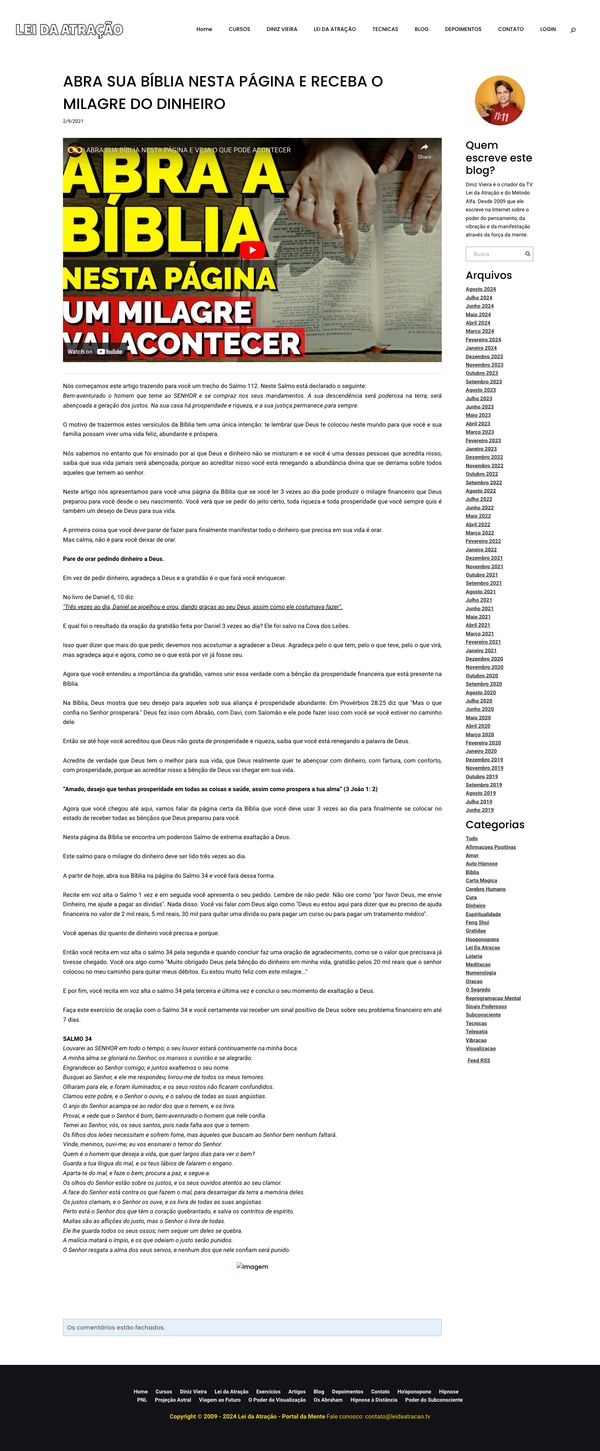 LEI DA ATRAÇÃO
Home CURSOS DINIZ VIEIRA LEI DA ATRAÇÃO TECNICAS BLOG DEPOIMENTOS CONTATO LOGIN
ABRA SUA BÍBLIA NESTA PÁGINA E RECEBA O
MILAGRE DO DINHEIRO
2/9/2021
ABRA SUA BÍBLIA NESTA PÁGINA E VEJA O QUE PODE ACONTECER
Share
ABRA A
BÍBLIA
NESTA PÁGINA
UM MILAGRE
VAI ACONTECER
Watch on YouTube
Nós começamos este artigo trazendo para você um trecho do Salmo 112. Neste Salmo está declarado o seguinte:
Bem-aventurado o homem que teme ao SENHOR e se compraz nos seus mandamentos. A sua descendência será poderosa na terra; será
abençoada a geração dos justos. Na sua casa há prosperidade e riqueza, e a sua justiça permanece para sempre.
O motivo de trazermos estes versículos da Bíblia tem uma única intenção: te lembrar que Deus te colocou neste mundo para que você e sua
família possam viver uma vida feliz, abundante e próspera.
Nós sabemos no entanto que foi ensinado por aí que Deus e dinheiro não se misturam e se você é uma dessas pessoas que acredita nisso,
saiba que sua vida jamais será abençoada, porque ao acreditar nisso você está renegando a abundância divina que se derrama sobre todos
aqueles que temem ao senhor.
Neste artigo nós apresentamos para você uma página da Bíblia que se você ler 3 vezes ao dia pode produzir o milagre financeiro que Deus
preparou para você desde o seu nascimento. Você verá que se pedir do jeito certo, toda riqueza e toda prosperidade que você sempre quis é
também um desejo de Deus para sua vida.
A primeira coisa que você deve parar de fazer para finalmente manifestar todo o dinheiro que precisa em sua vida é orar.
Mas calma, não é para você deixar de orar.
Pare de orar pedindo dinheiro a Deus.
Em vez de pedir dinheiro, agradeça a Deus e a gratidão é o que fará você enriquecer.
No livro de Daniel 6, 10 diz:
"Três vezes ao dia, Daniel se ajoelhou e orou, dando graças ao seu Deus, assim como ele costumava fazer".
E qual foi o resultado da oração da gratidão feita por Daniel 3 vezes ao dia? Ele foi salvo na Cova dos Leões.
Isso quer dizer que mais do que pedir, devemos nos acostumar a agradecer a Deus. Agradeça pelo o que tem, pelo o que teve, pelo o que virá,
mas agradeça aqui e agora, como se o que está por vir já fosse seu.
Agora que você entendeu a importância da gratidão, vamos unir essa verdade com a bênção da prosperidade financeira que está presente na
Bíblia.
Na Bíblia, Deus mostra que seu desejo para aqueles sob sua aliança é prosperidade abundante. Em Provérbios 28:25 diz que "Mas o que
confia no Senhor prosperará." Deus fez isso com Abraão, com Davi, com Salomão e ele pode fazer isso com você se você estiver no caminho
dele.
Então se até hoje você acreditou que Deus não gosta de prosperidade e riqueza, saiba que você está renegando a palavra de Deus.
Acredite de verdade que Deus tem o melhor para sua vida, que Deus realmente quer te abençoar com dinheiro, com fartura, com conforto,
com prosperidade, porque ao acreditar nisso a bênção de Deus vai chegar em sua vida.
"Amado, desejo que tenhas prosperidade em todas as coisas e saúde, assim como prospera a tua alma" (3 João 1: 2)
Agora que você chegou até aqui, vamos falar da página certa da Bíblia que você deve usar 3 vezes ao dia para finalmente se colocar no
estado de receber todas as bênçãos que Deus preparou para você.
Nesta página da Bíblia se encontra um poderoso Salmo de extrema exaltação a Deus.
Este salmo para o milagre do dinheiro deve ser lido três vezes ao dia.
A partir de hoje, abra sua Bíblia na página do Salmo 34 e você fará dessa forma.
Recite em voz alta o Salmo 1 vez e em seguida você apresenta o seu pedido. Lembre de não pedir. Não ore como "por favor Deus, me envie
Dinheiro, me ajude a pagar as dívidas". Nada disso. Você vai falar com Deus algo como "Deus eu estou aqui para dizer que eu preciso de ajuda
financeira no valor de 2 mil reais, 5 mil reais, 30 mil para quitar uma dívida ou para pagar um curso ou para pagar um tratamento médico".
Você apenas diz quanto de dinheiro você precisa e porque.
Então você recita em voz alta o salmo 34 pela segunda e quando concluir faz uma oração de agradecimento, como se o valor que precisava já
tivesse chegado. Você ora algo como "Muito obrigado Deus pela bênção do dinheiro em minha vida, gratidão pelos 20 mil reais que o senhor
colocou no meu caminho para quitar meus débitos. Eu estou muito feliz com este milagre..."
E por fim, você recita em voz alta o salmo 34 pela terceira e última vez e conclui o seu momento de exaltação a Deus.
Faça este exercício de oração com o Salmo 34 e você certamente vai receber um sinal positivo de Deus sobre seu problema financeiro em até
7 dias.
SALMO 34
Louvarei ao SENHOR em todo o tempo; o seu louvor estará continuamente na minha boca.
A minha alma se gloriará no Senhor; os mansos o ouvirão e se alegrarão.
Engrandecei ao Senhor comigo; e juntos exaltemos o seu nome.
Busquei ao Senhor, e ele me respondeu; livrou-me de todos os meus temores.
Olharam para ele, e foram iluminados; e os seus rostos não ficaram confundidos.
Clamou este pobre, e o Senhor o ouviu, e o salvou de todas as suas angústias.
O anjo do Senhor acampa-se ao redor dos que o temem, e os livra.
Provai, e vede que o Senhor é bom; bem-aventurado o homem que nele confia.
Temei ao Senhor, vós, os seus santos, pois nada falta aos que o temem.
Os filhos dos leões necessitam e sofrem fome, mas àqueles que buscam ao Senhor bem nenhum faltará.
Vinde, meninos, ouvi-me; eu vos ensinarei o temor do Senhor.
Quem é o homem que deseja a vida, que quer largos dias para ver o bem?
Guarda a tua língua do mal, e os teus lábios de falarem o engano.
Aparta-te do mal, e faze o bem; procura a paz, e segue-a.
Os olhos do Senhor estão sobre os justos, e os seus ouvidos atentos ao seu clamor.
A face do Senhor está contra os que fazem o mal, para desarraigar da terra a memória deles.
Os justos clamam, e o Senhor os ouve, e os livra de todas as suas angústias.
Perto está o Senhor dos que têm o coração quebrantado, e salva os contritos de espírito.
Muitas são as aflições do justo, mas o Senhor o livra de todas.
Ele lhe guarda todos os seus ossos; nem sequer um deles se quebra.
A malícia matará o ímpio, e os que odeiam o justo serão punidos.
O Senhor resgata a alma dos seus servos, e nenhum dos que nele confiam será punido.
Imagem
Os comentários estão fechados.
11:11
Quem
escreve este
blog?
Diniz Vieira é o criador da TV
Lei da Atração e do Método
Alfa. Desde 2009 que ele
escreve na Internet sobre o
poder do pensamento, da
vibração e da manifestação
através da força da mente.
Busca
Arquivos
Agosto 2024
Julho 2024
Junho 2024
Maio 2024
Abril 2024
Março 2024
Fevereiro 2024
Janeiro 2024
Dezembro 2023
Novembro 2023
Outubro 2023
Setembro 2023
Agosto 2023
Julho 2023
Junho 2023
Maio 2023
Abril 2023
Março 2023
Fevereiro 2023
Janeiro 2023
Dezembro 2022
Novembro 2022
Outubro 2022
Setembro 2022
Agosto 2022
Julho 2022
Junho 2022
Maio 2022
Abril 2022
Março 2022
Fevereiro 2022
Janeiro 2022
Dezembro 2021
Novembro 2021
Outubro 2021
Setembro 2021
Agosto 2021
Julho 2021
Junho 2021
Maio 2021
Abril 2021
Março 2021
Fevereiro 2021
Janeiro 2021
Dezembro 2020
Novembro 2020
Outubro 2020
Setembro 2020
Agosto 2020
Julho 2020
Junho 2020
Maio 2020
Abril 2020
Março 2020
Fevereiro 2020
Janeiro 2020
Dezembro 2019
Novembro 2019
Outubro 2019
Setembro 2019
Agosto 2019
Julho 2019
Junho 2019
Categorias
Tudo
Afirmacoes Positivas
Amor
Auto Hipnose
Biblia
Carta Magica
Cerebro Humano
Cura
Dinheiro
Espiritualidade
Feng Shui
Gratidao
Hooponopono
Lei Da Atracao
Loteria
Meditacao
Numerologia
Oracao
O Segredo
Reprogramacao Mental
Sinais Poderosos
Subconsciente
Tecnicas
Telepatia
Vibracao
Visualizacao
Feed RSS
Home Cursos Diniz Vieira Lei da Atração Exercícios Artigos Blog Depoimentos Contato Ho'oponopono Hipnose
PNL Projeção Astral Viagem ao Futuro O Poder da Visualização Os Abraham Hipnose à Distância Poder do Subconsciente
Copyright © 2009 - 2024 Lei da Atração - Portal da Mente Fale conosco: contato@leidaatracao.tv